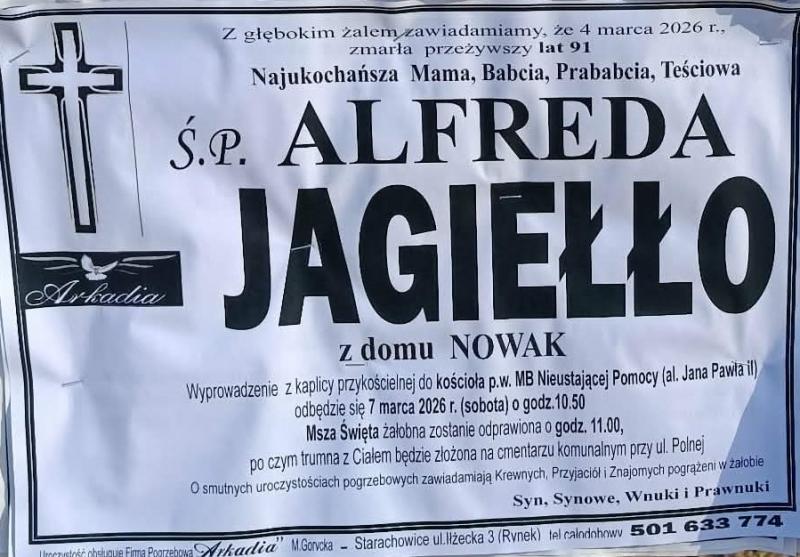 Z głębokim żalem zawiadamiamy, że 4 marca 2026 r.,
zmarła przeżywszy lat 91
Najukochańsza Mama, Babcia, Prababcia, Teściowa
Ś.P. ALFREDA
JAGIEŁŁO
Arkadia
z domu NOWAK
Wyprowadzenie z kaplicy przykościelnej do kościoła p.w. MB Nieustającej Pomocy (al. Jana Pawła iI)
odbędzie się 7 marca 2026 r. (sobota) o godz.10.50
Msza Święta żałobna zostanie odprawiona o godz. 11.00,
po czym trumna z Ciałem będzie złożona na cmentarzu komunalnym przy ul. Polnej
O smutnych uroczystościach pogrzebowych zawiadamiają Krewnych, Przyjaciół i Znajomych pogrążeni w żałobie
Syn, Synowe, Wnuki i Prawnuki
Uroczystość obsługuje Firma Pogrzebowa "Arkadia" M.Gorycka – Starachowice ul.Iłżecka 3 (Rynek) tel.całodobowy 501 633 774